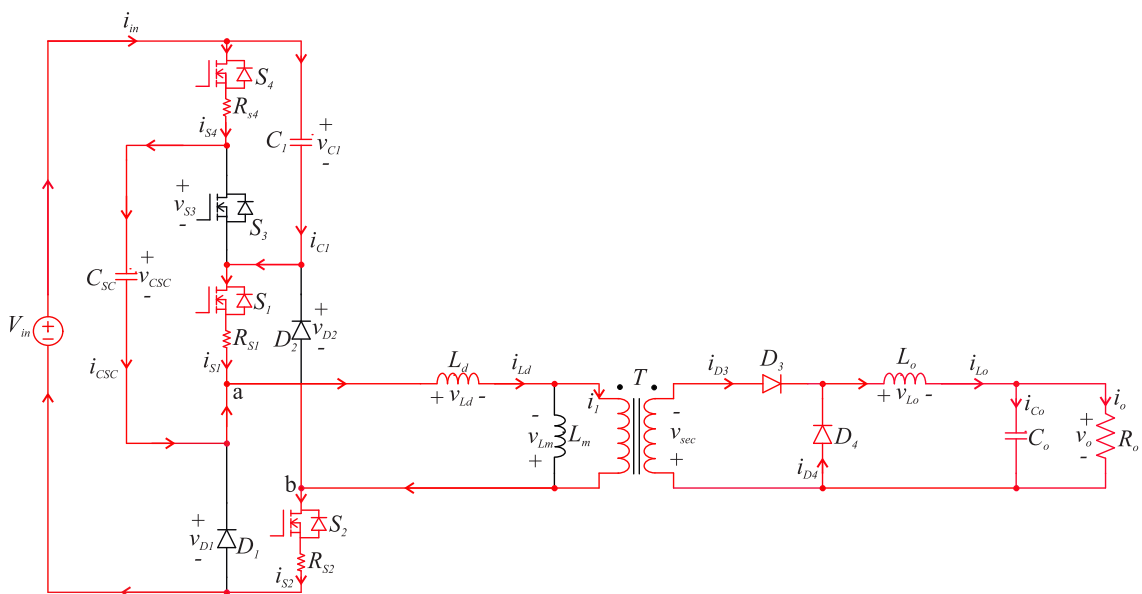 i_in
S_4
R_s4
i_S4
C_1
+
v_C1
-
+
v_S3
-
S_3
i_C1
C_SC
+
v_CSC
-
S_1
V_in
R_S1
D_2
+
v_D2
-
i_CSC
i_S1
a
L_d
+ v_Ld -
i_Ld
i_1
T
-
v_Lm
+
L_m
-
v_sec
+
i_D3
D_3
D_4
i_D4
L_o
+ v_Lo -
i_Lo
i_Co
C_o
i_o
+
v_o
-
R_o
b
S_2
+
v_D1
-
D_1
R_S2
i_S2